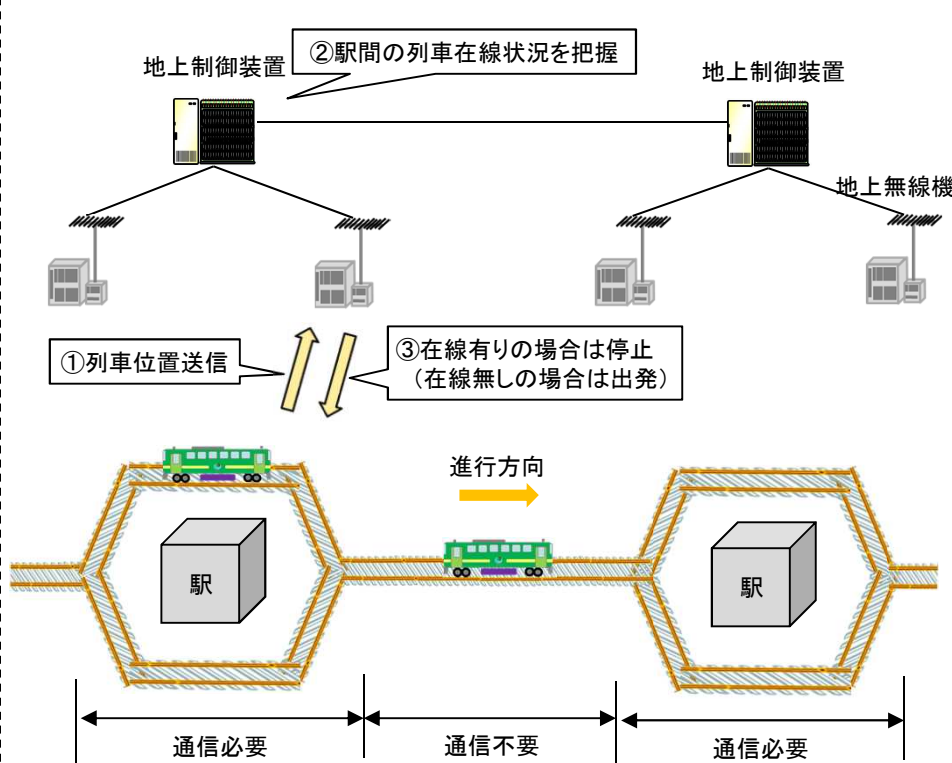 ②駅間の列車在線状況を把握
地上制御装置
地上制御装置
地上無線機
①列車位置送信
③在線有りの場合は停止
（在線無しの場合は出発）
進行方向
駅
駅
通信必要
通信不要
通信必要